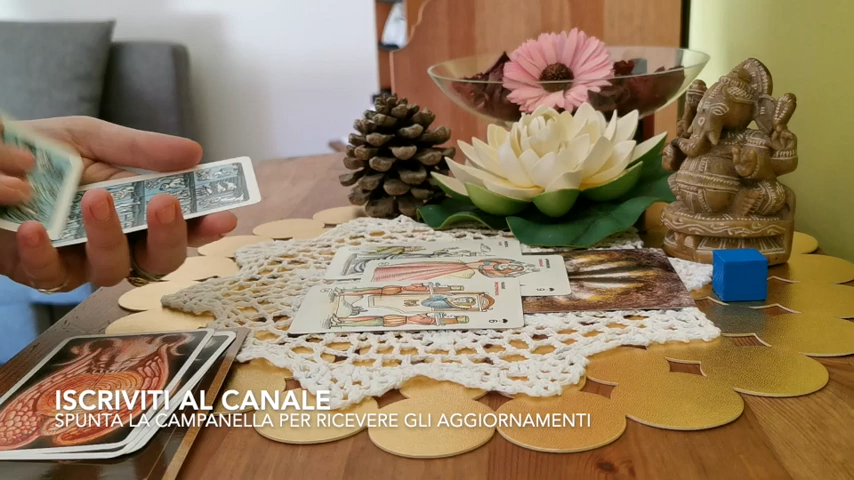 ISCRIVITI AL CANALE
SPUNTA LA CAMPANELLA PER RICEVERE GLI AGGIORNAMENTI